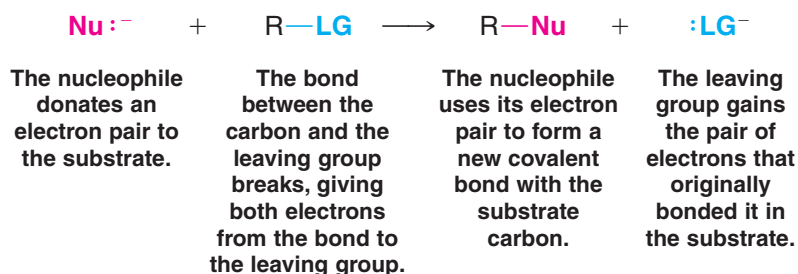 Nu:⁻ + R—LG ⟶ R—Nu + :LG⁻
The nucleophile
donates an
electron pair to
the substrate.
The bond
between the
carbon and the
leaving group
breaks, giving
both electrons
from the bond to
the leaving group.
The nucleophile
uses its electron
pair to form a
new covalent
bond with the
substrate
carbon.
The leaving
group gains
the pair of
electrons that
originally
bonded it in
the substrate.